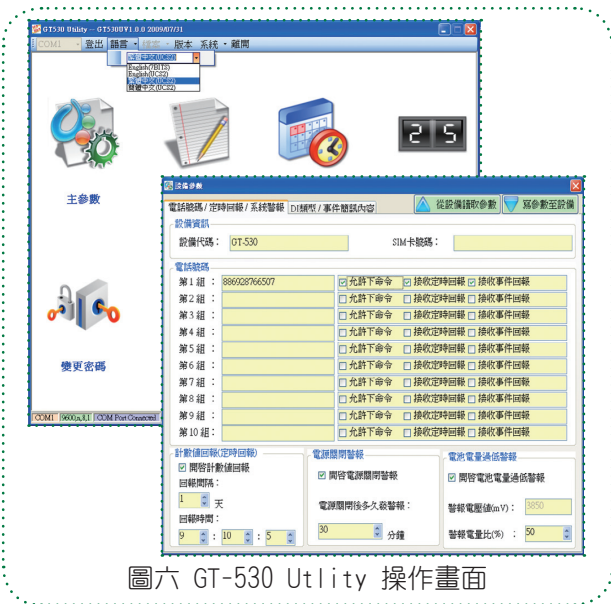 GT530 Utility -- GT530UV1.0.0 2009/07/31
COM1 登出 語言 檔案 版本 系統 離開
繁體中文(UCS2)
English(7BITS)
English(UCS2)
繁體中文(UCS2)
簡體中文(UCS2)
2 5
主參數
變更密碼
COM1 9600,n,8,1 COM Port Connected
設備參數
電話號碼/定時回報/系統警報 DI類型/事件簡訊內容 從設備讀取參數 寫參數至設備
設備資訊
設備代碼: GT-530 SIM卡號碼:
電話號碼
第1組: 886928766507 允許下命令 接收定時回報 接收事件回報
第2組: 允許下命令 接收定時回報 接收事件回報
第3組: 允許下命令 接收定時回報 接收事件回報
第4組: 允許下命令 接收定時回報 接收事件回報
第5組: 允許下命令 接收定時回報 接收事件回報
第6組: 允許下命令 接收定時回報 接收事件回報
第7組: 允許下命令 接收定時回報 接收事件回報
第8組: 允許下命令 接收定時回報 接收事件回報
第9組: 允許下命令 接收定時回報 接收事件回報
第10組: 允許下命令 接收定時回報 接收事件回報
計數值回報(定時回報)
開啓計數值回報
回報間隔:
1 天
回報時間:
9 : 10 : 5
電源關閉警報
開啓電源關閉警報
電源關閉後多久發警報:
30 分鐘
電池電量過低警報
開啓電池電量過低警報
警報電壓值(mV): 3850
警報電量比(%) : 50
圖六 GT-530 Utlity 操作畫面